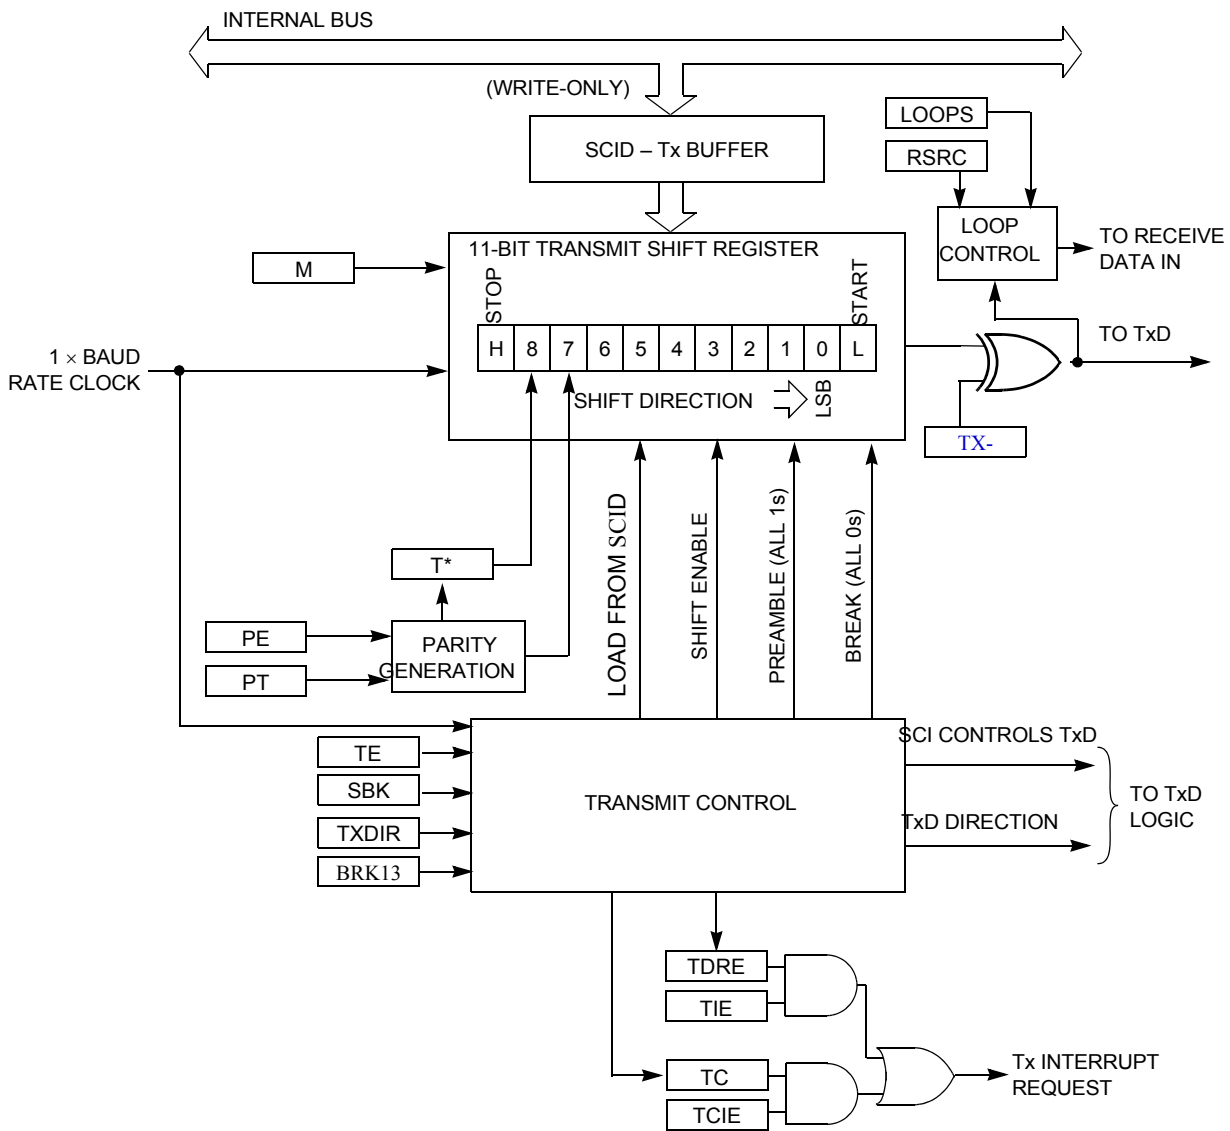 INTERNAL BUS
(WRITE-ONLY)
SCID – Tx BUFFER
LOOPS
RSRC
LOOP
CONTROL
TO RECEIVE
DATA IN
11-BIT TRANSMIT SHIFT REGISTER
M
STOP
START
H 8 7 6 5 4 3 2 1 0 L
1 × BAUD
RATE CLOCK
SHIFT DIRECTION
LSB
TO TxD
TX-
LOAD FROM SCID
SHIFT ENABLE
PREAMBLE (ALL 1s)
BREAK (ALL 0s)
T*
PE
PT
PARITY
GENERATION
TE
SBK
TXDIR
BRK13
TRANSMIT CONTROL
SCI CONTROLS TxD
TxD DIRECTION
TO TxD
LOGIC
TDRE
TIE
TC
TCIE
Tx INTERRUPT
REQUEST